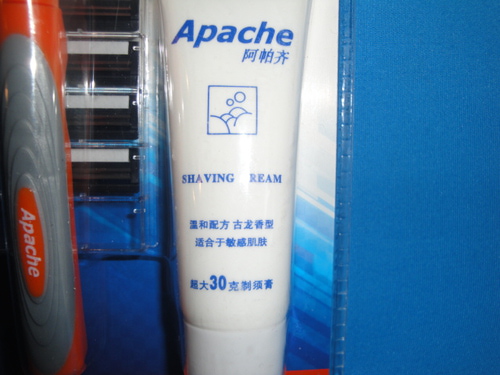 Apache
阿帕齐
SHAVING CREAM
温和配方 古龙香型
适合于敏感肌肤
超大30克剃须膏
Apache